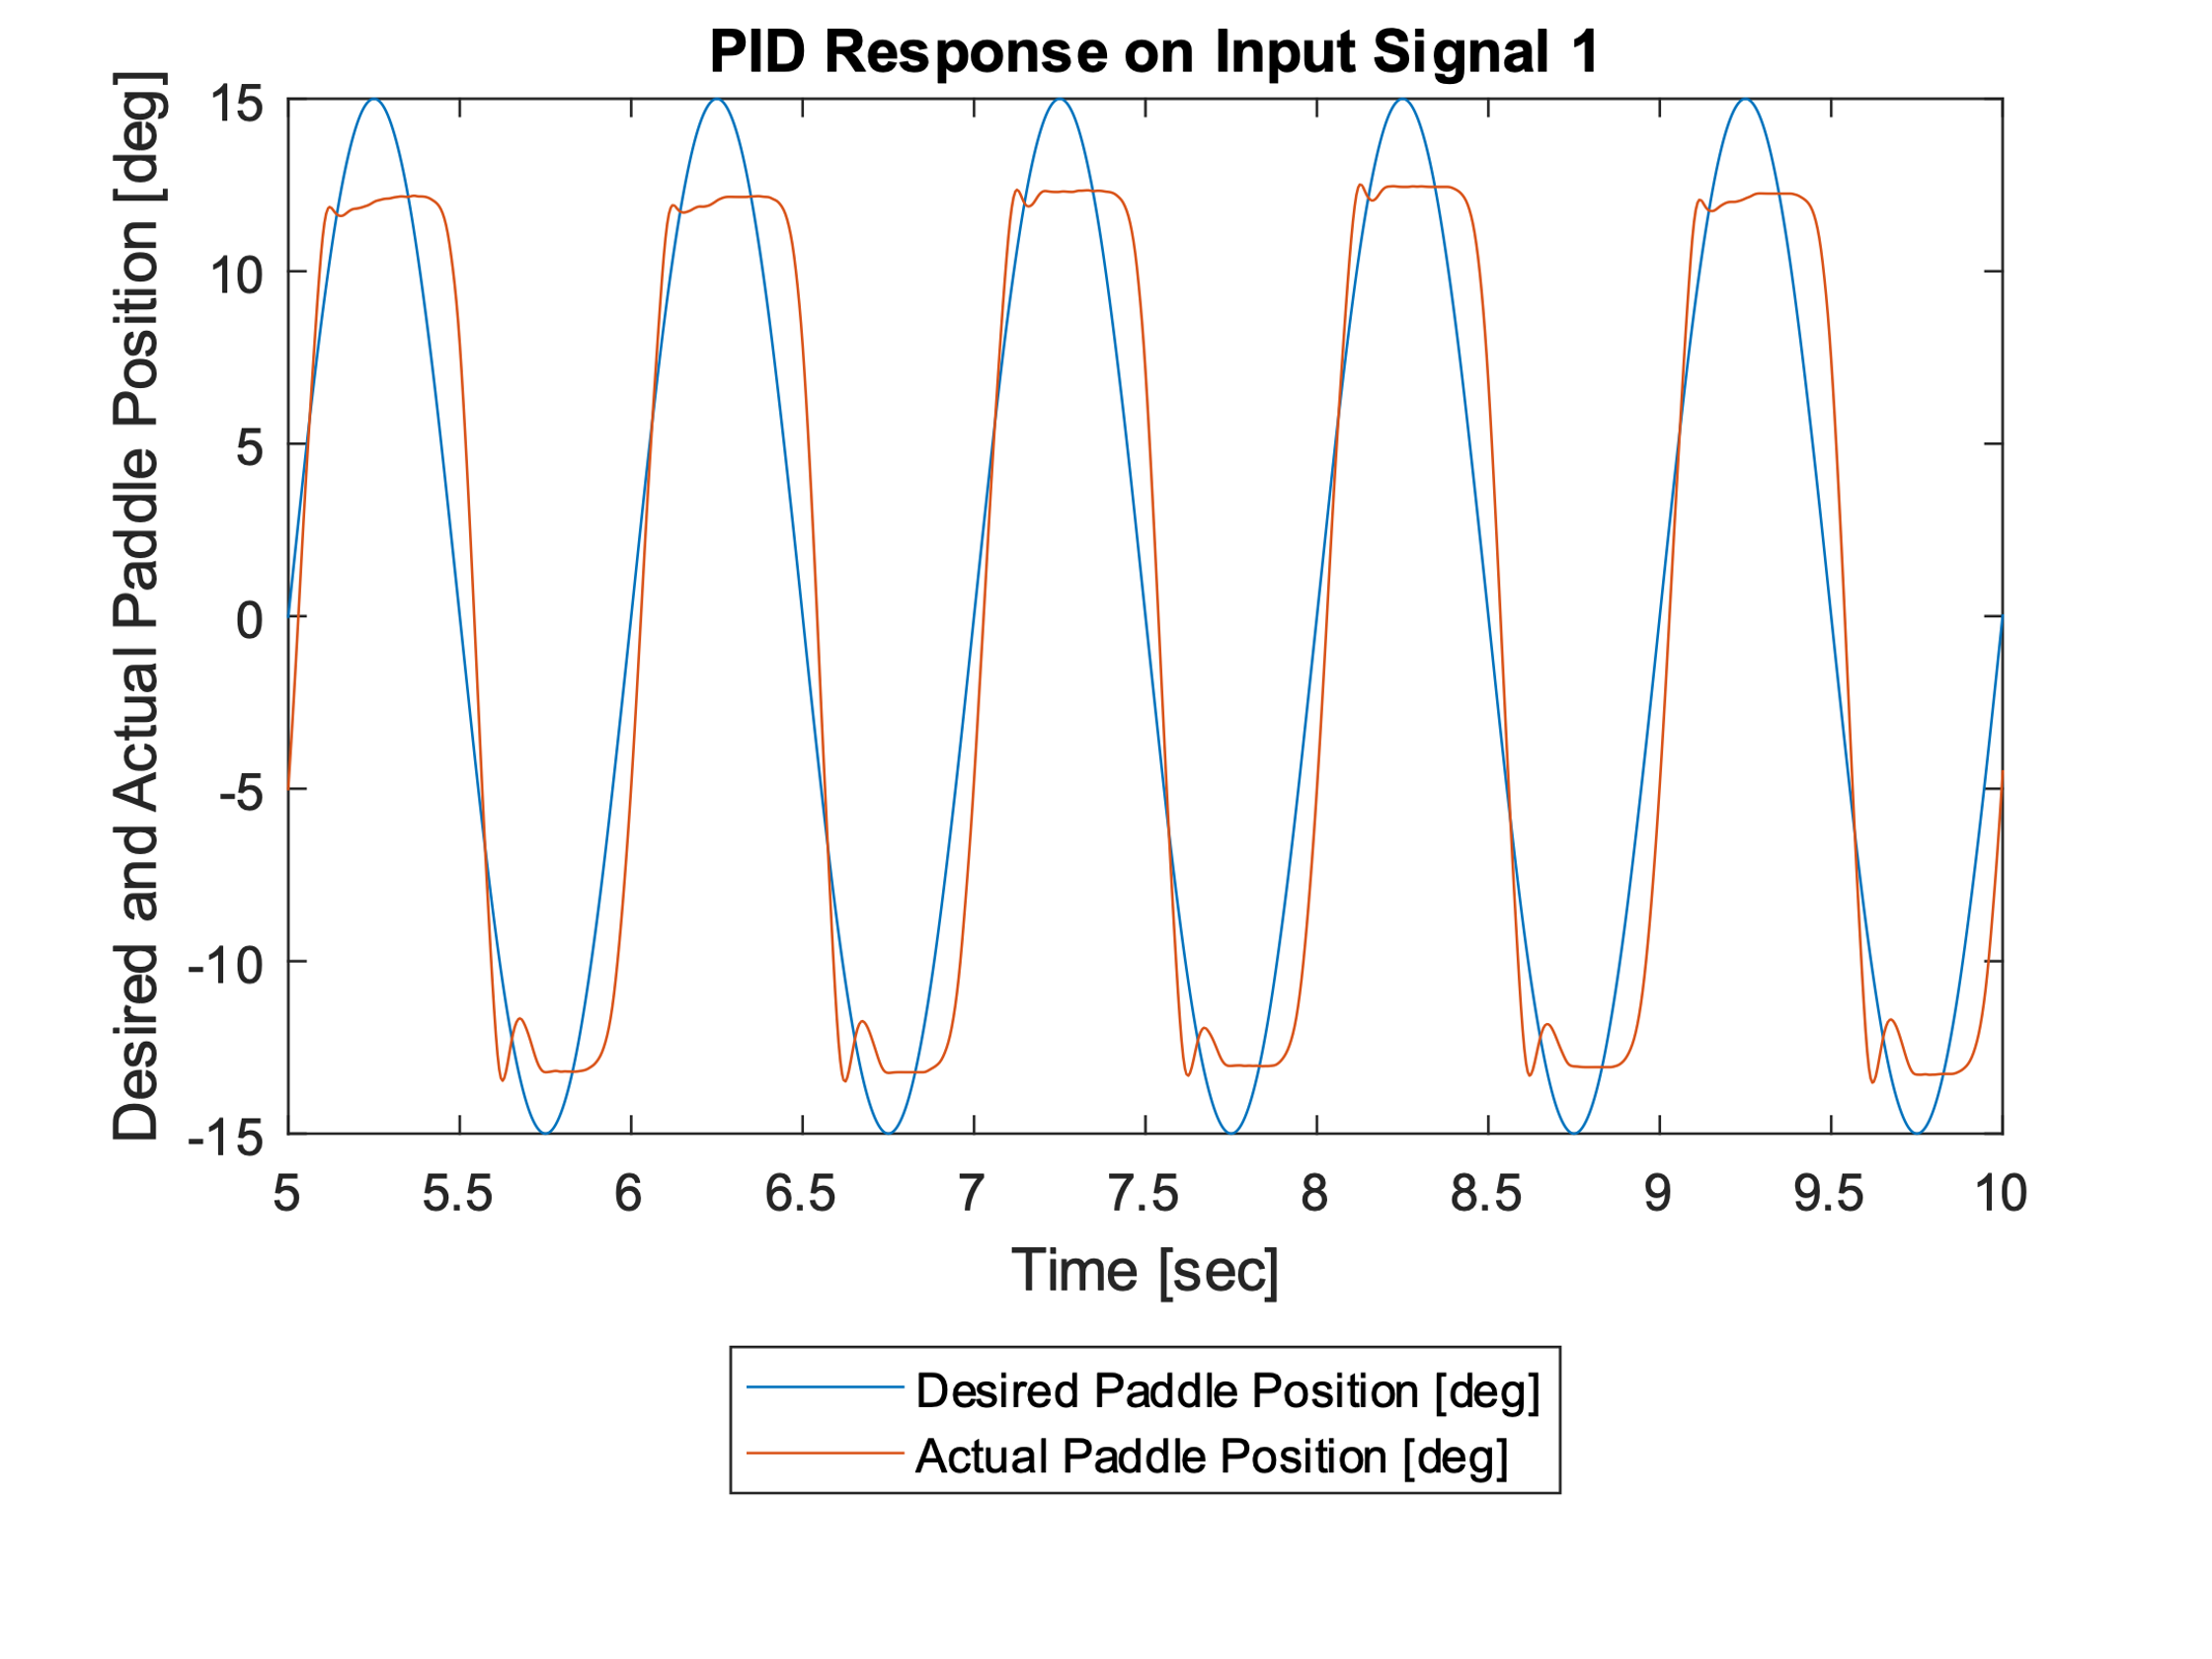 PID Response on Input Signal 1
Desired and Actual Paddle Position [deg]
15
10
5
0
-5
-10
-15
5 5.5 6 6.5 7 7.5 8 8.5 9 9.5 10
Time [sec]
Desired Paddle Position [deg]
Actual Paddle Position [deg]